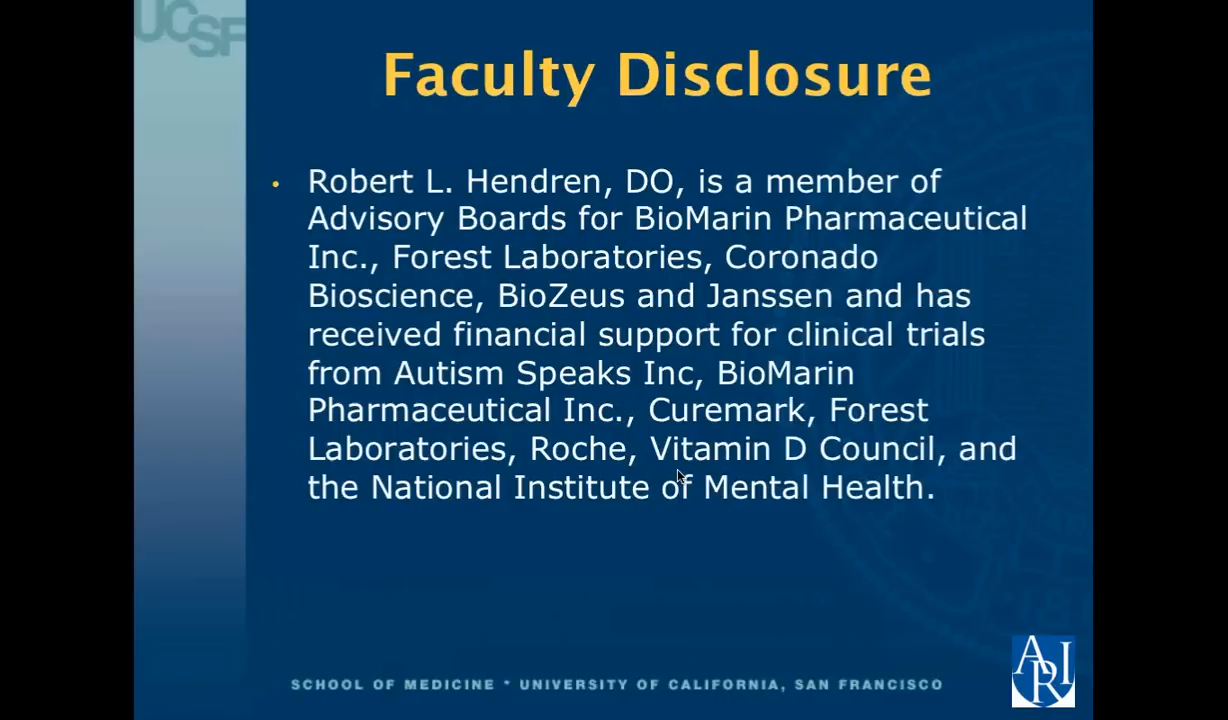 UCSF
Faculty Disclosure
• Robert L. Hendren, DO, is a member of
Advisory Boards for BioMarin Pharmaceutical
Inc., Forest Laboratories, Coronado
Bioscience, BioZeus and Janssen and has
received financial support for clinical trials
from Autism Speaks Inc, BioMarin
Pharmaceutical Inc., Curemark, Forest
Laboratories, Roche, Vitamin D Council, and
the National Institute of Mental Health.
SCHOOL OF MEDICINE * UNIVERSITY OF CALIFORNIA, SAN FRANCISCO
ARI